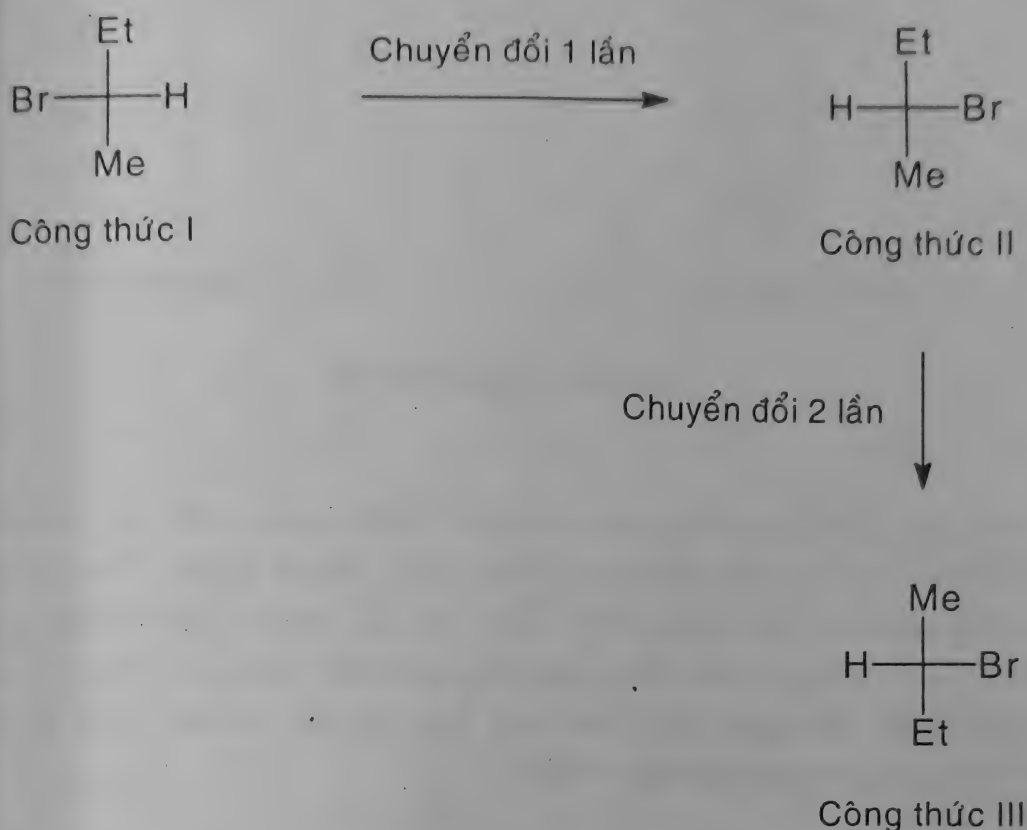 Et
Br H
Me
Công thức I
Chuyển đổi 1 lần
Et
H Br
Me
Công thức II
Chuyển đổi 2 lần
Me
H Br
Et
Công thức III